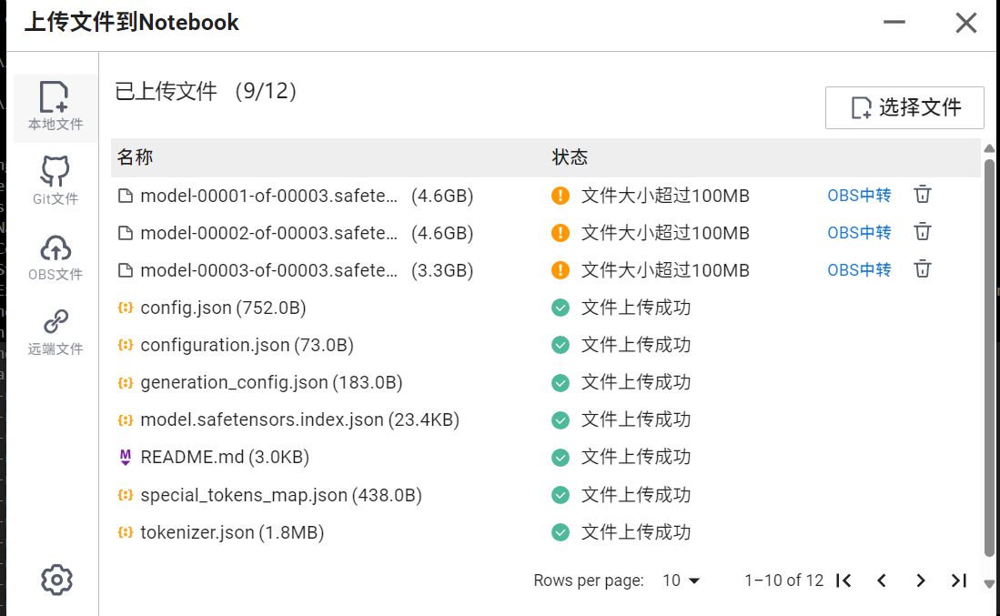 上传文件到Notebook
本地文件
Git文件
OBS文件
远端文件
已上传文件 (9/12)
选择文件
名称 状态
model-00001-of-00003.safete... (4.6GB) 文件大小超过100MB OBS中转
model-00002-of-00003.safete... (4.6GB) 文件大小超过100MB OBS中转
model-00003-of-00003.safete... (3.3GB) 文件大小超过100MB OBS中转
config.json (752.0B) 文件上传成功
configuration.json (73.0B) 文件上传成功
generation_config.json (183.0B) 文件上传成功
model.safetensors.index.json (23.4KB) 文件上传成功
README.md (3.0KB) 文件上传成功
special_tokens_map.json (438.0B) 文件上传成功
tokenizer.json (1.8MB) 文件上传成功
Rows per page: 10 1–10 of 12